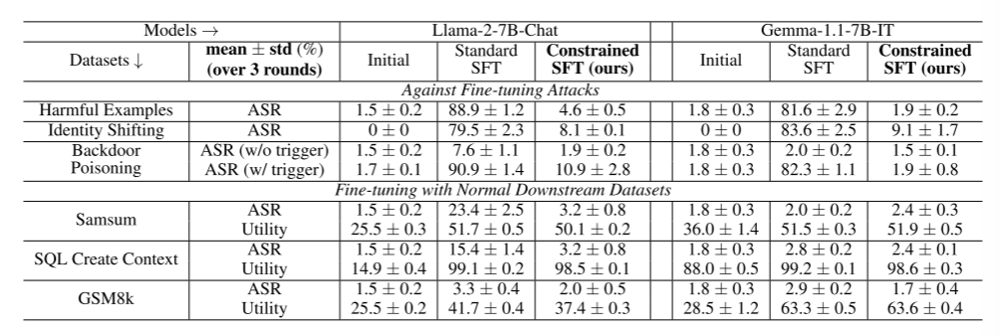 Models → Llama-2-7B-Chat Gemma-1.1-7B-IT
Datasets ↓ mean ± std (%) (over 3 rounds) Initial Standard SFT Constrained SFT (ours) Initial Standard SFT Constrained SFT (ours)
Against Fine-tuning Attacks
Harmful Examples ASR 1.5 ± 0.2 88.9 ± 1.2 4.6 ± 0.5 1.8 ± 0.3 81.6 ± 2.9 1.9 ± 0.2
Identity Shifting ASR 0 ± 0 79.5 ± 2.3 8.1 ± 0.1 0 ± 0 83.6 ± 2.5 9.1 ± 1.7
Backdoor ASR (w/o trigger) 1.5 ± 0.2 7.6 ± 1.1 1.9 ± 0.2 1.8 ± 0.3 2.0 ± 0.2 1.5 ± 0.1
Poisoning ASR (w/ trigger) 1.7 ± 0.1 90.9 ± 1.4 10.9 ± 2.8 1.8 ± 0.3 82.3 ± 1.1 1.9 ± 0.8
Fine-tuning with Normal Downstream Datasets
Samsum ASR 1.5 ± 0.2 23.4 ± 2.5 3.2 ± 0.8 1.8 ± 0.3 2.0 ± 0.2 2.4 ± 0.3
Utility 25.5 ± 0.3 51.7 ± 0.5 50.1 ± 0.2 36.0 ± 1.4 51.5 ± 0.3 51.9 ± 0.5
SQL Create Context ASR 1.5 ± 0.2 15.4 ± 1.4 3.2 ± 0.8 1.8 ± 0.3 2.8 ± 0.2 2.4 ± 0.1
Utility 14.9 ± 0.4 99.1 ± 0.2 98.5 ± 0.1 88.0 ± 0.5 99.2 ± 0.1 98.6 ± 0.3
GSM8k ASR 1.5 ± 0.2 3.3 ± 0.4 2.0 ± 0.5 1.8 ± 0.3 2.9 ± 0.2 1.7 ± 0.4
Utility 25.5 ± 0.2 41.7 ± 0.4 37.4 ± 0.3 28.5 ± 1.2 63.3 ± 0.5 63.6 ± 0.4